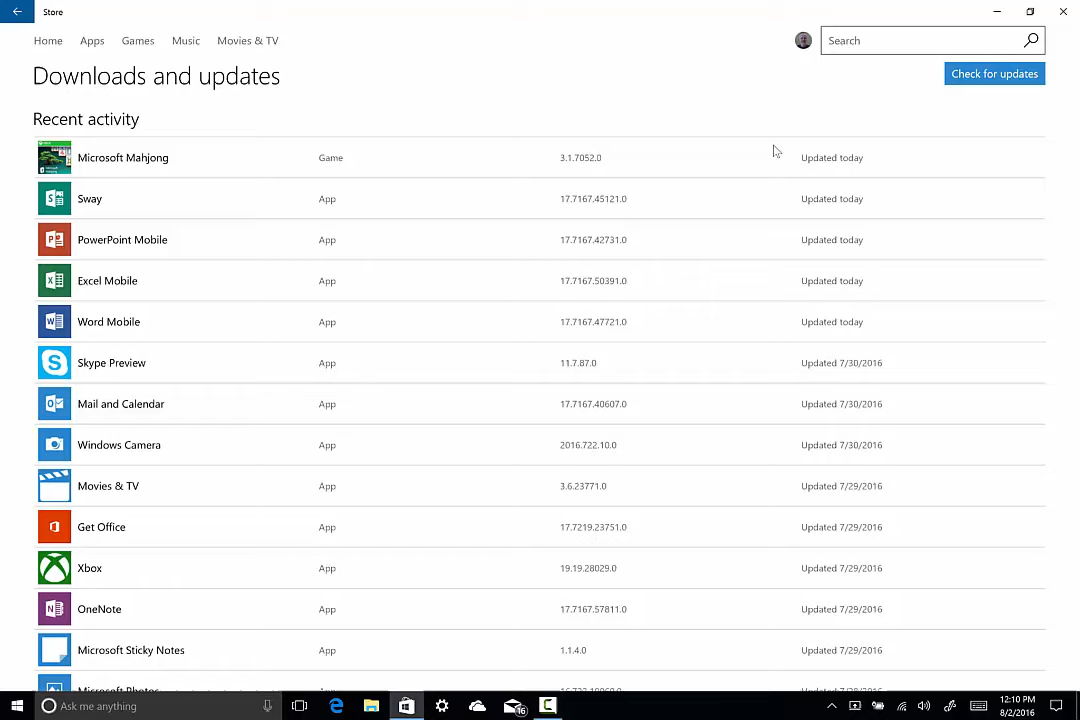 Store
Home Apps Games Music Movies & TV Search
Downloads and updates Check for updates
Recent activity
Microsoft Mahjong Game 3.1.7052.0 Updated today
Sway App 17.7167.45121.0 Updated today
PowerPoint Mobile App 17.7167.42731.0 Updated today
Excel Mobile App 17.7167.50391.0 Updated today
Word Mobile App 17.7167.47721.0 Updated today
Skype Preview App 11.7.87.0 Updated 7/30/2016
Mail and Calendar App 17.7167.40607.0 Updated 7/30/2016
Windows Camera App 2016.722.10.0 Updated 7/30/2016
Movies & TV App 3.6.23771.0 Updated 7/29/2016
Get Office App 17.7219.23751.0 Updated 7/29/2016
Xbox App 19.19.28029.0 Updated 7/29/2016
OneNote App 17.7167.57811.0 Updated 7/29/2016
Microsoft Sticky Notes App 1.1.4.0 Updated 7/29/2016
Microsoft Photos App
Ask me anything 16 12:10 PM
8/2/2016